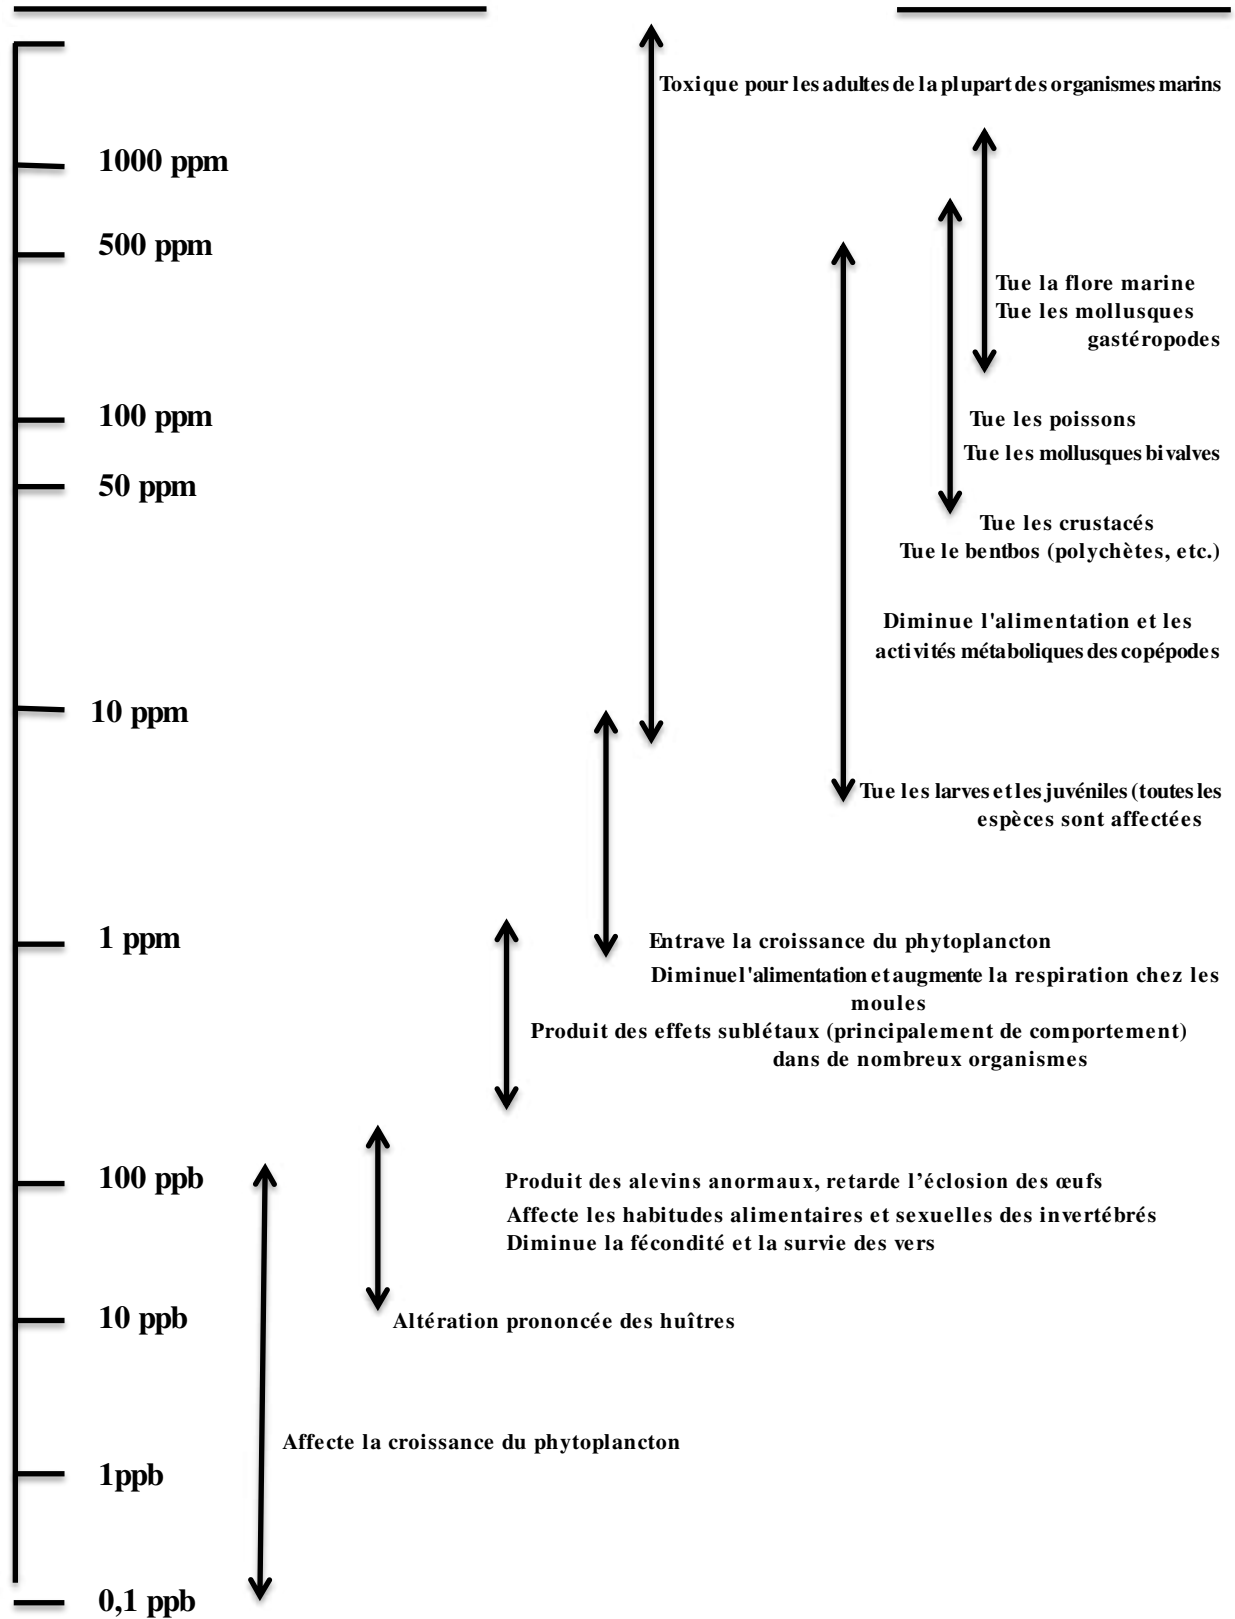 Toxique pour les adultes de la plupart des organismes marins
1000 ppm
500 ppm
Tue la flore marine
Tue les mollusques
gastéropodes
100 ppm
Tue les poissons
Tue les mollusques bivalves
50 ppm
Tue les crustacés
Tue le bentbos (polychètes, etc.)
Diminue l'alimentation et les
activités métaboliques des copépodes
10 ppm
Tue les larves et les juvéniles (toutes les
espèces sont affectées
1 ppm
Entrave la croissance du phytoplancton
Diminue l'alimentation et augmente la respiration chez les
moules
Produit des effets sublétaux (principalement de comportement)
dans de nombreux organismes
100 ppb
Produit des alevins anormaux, retarde l’éclosion des œufs
Affecte les habitudes alimentaires et sexuelles des invertébrés
Diminue la fécondité et la survie des vers
10 ppb
Altération prononcée des huîtres
Affecte la croissance du phytoplancton
1ppb
0,1 ppb